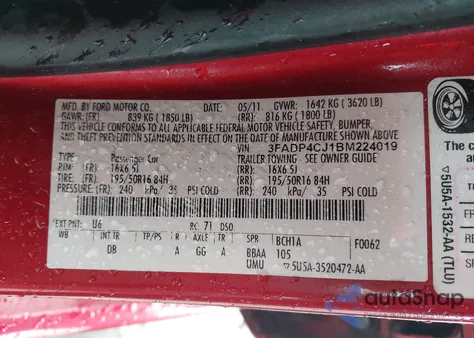 MFD. BY FORD MOTOR CO.
DATE: 05/11 GVWR: 1642 KG ( 3620 LB)
GAWR: (FR): 839 KG ( 1850 LB) (RR): 816 KG ( 1800 LB)
THIS VEHICLE CONFORMS TO ALL APPLICABLE FEDERAL MOTOR VEHICLE SAFETY, BUMPER,
AND THEFT PREVENTION STANDARDS IN EFFECT ON THE DATE OF MANUFACTURE SHOWN ABOVE.
VIN 3FADP4CJ1BM224019
TYPE: Passenger Car TRAILER TOWING- SEE OWNER GUIDE
RIM: (FR) 16X6.5J (RR): 16X6.5J
TIRE: (FR) 195/50R16 84H (RR): 195/50R16 84H
PRESSURE: (FR) 240 kPa/ 35 PSI COLD (RR) 240 kPa/ 35 PSI COLD
EXT PNT: U6 RC: 71 DSO:
WB INT TR TP/PS R AXLE TR SPR BCH1A F0062
DB A GG A BBAA 105
UMU ▽5U5A-3520472-AA
▽5U5A-1532-AA (TLU)
autoSnap